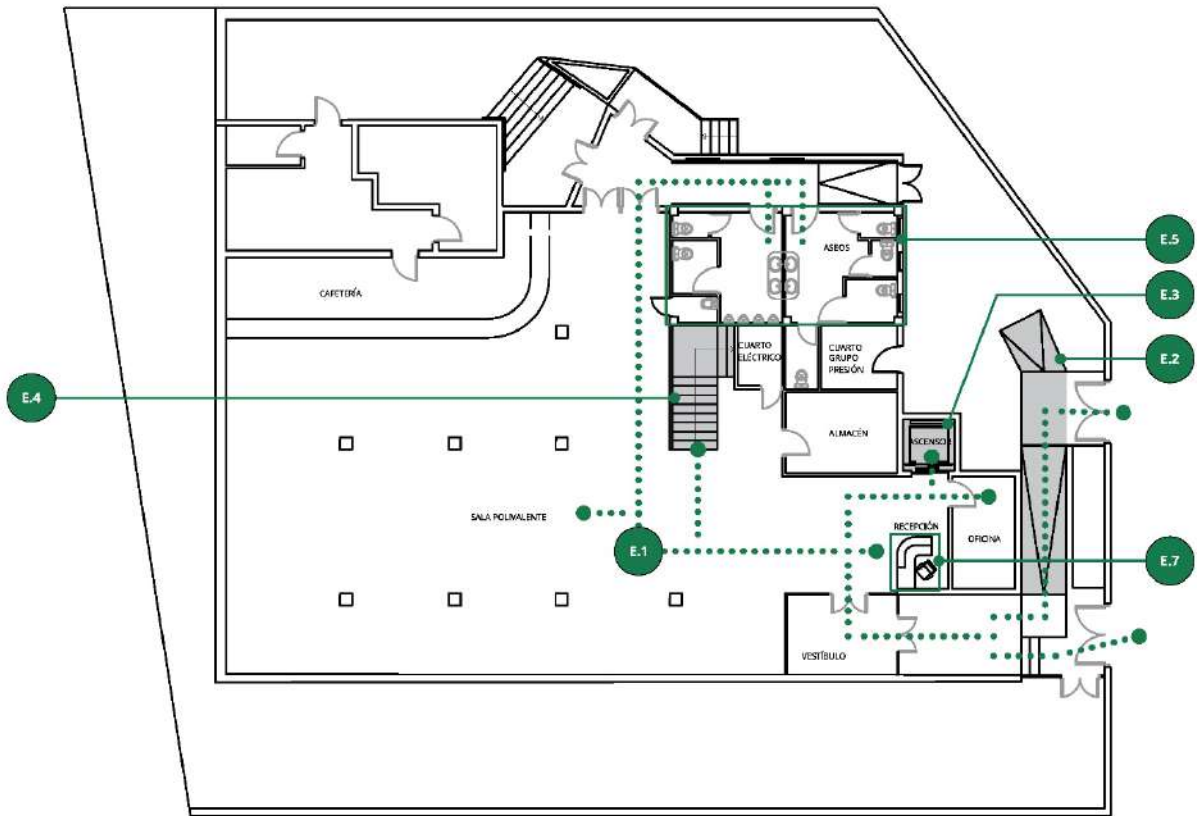 ASEOS
E.5
E.3
CAFETERÍA
CUARTO
ELÉCTRICO
CUARTO
GRUPO
PRESIÓN
E.2
E.4
ALMACÉN
ASCENSOR
SALA POLIVALENTE
RECEPCIÓN
OFICINA
E.1
E.7
VESTÍBULO